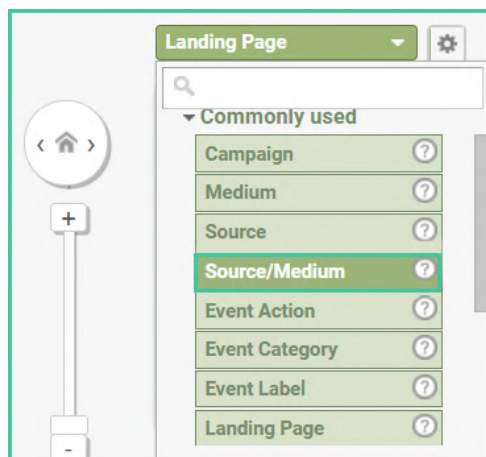 Landing Page
Commonly used
Campaign ?
Medium ?
Source ?
Source/Medium ?
Event Action ?
Event Category ?
Event Label ?
Landing Page ?
+
-